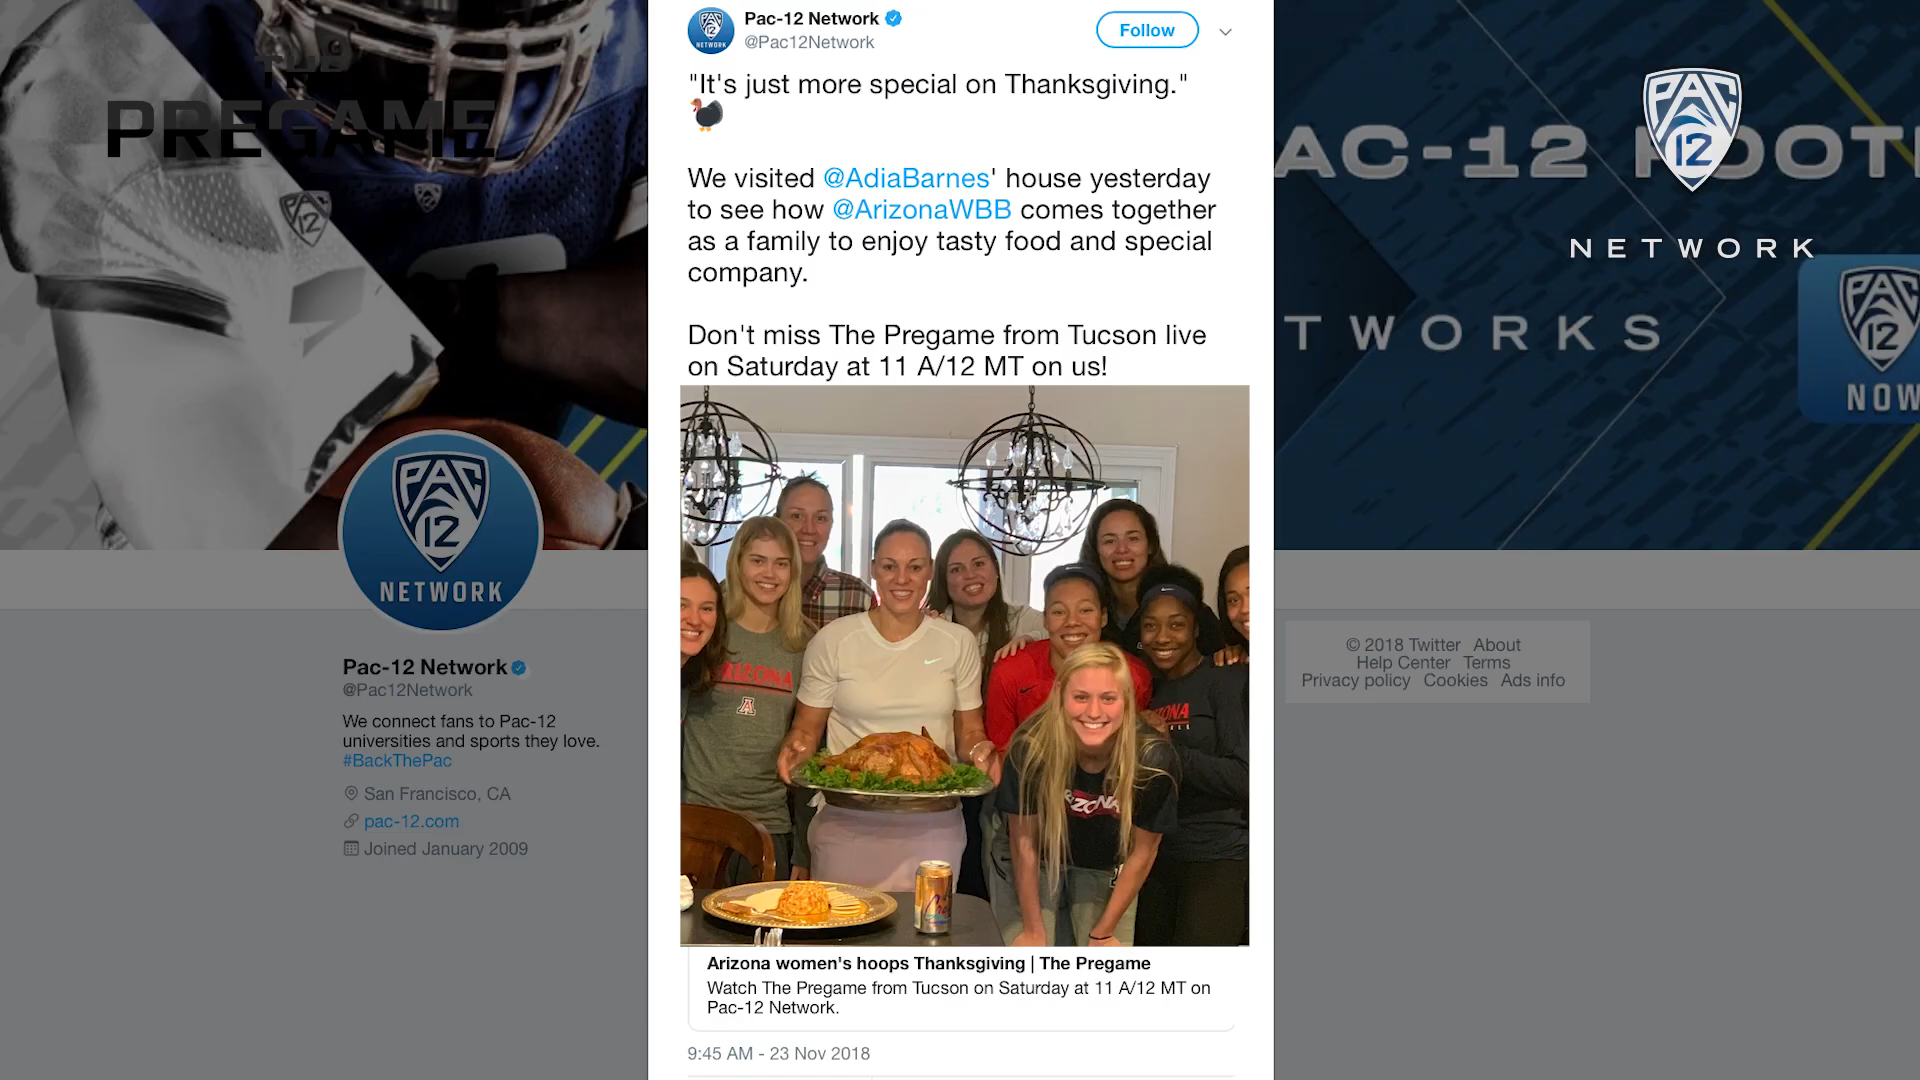 Pac-12 Network
@Pac12Network
Follow
"It's just more special on Thanksgiving."
We visited @AdiaBarnes' house yesterday
to see how @ArizonaWBB comes together
as a family to enjoy tasty food and special
company.
Don't miss The Pregame from Tucson live
on Saturday at 11 A/12 MT on us!
ARIZONA
A
Arizona women's hoops Thanksgiving | The Pregame
Watch The Pregame from Tucson on Saturday at 11 A/12 MT on
Pac-12 Network.
9:45 AM - 23 Nov 2018
THE
PREGAME
PAC
12
NETWORK
Pac-12 Network
@Pac12Network
We connect fans to Pac-12
universities and sports they love.
#BackThePac
San Francisco, CA
pac-12.com
Joined January 2009
PAC
12
NETWORK
AC-12 FOOT
TWORKS
PAC
12
NOW
© 2018 Twitter About
Help Center Terms
Privacy policy Cookies Ads info